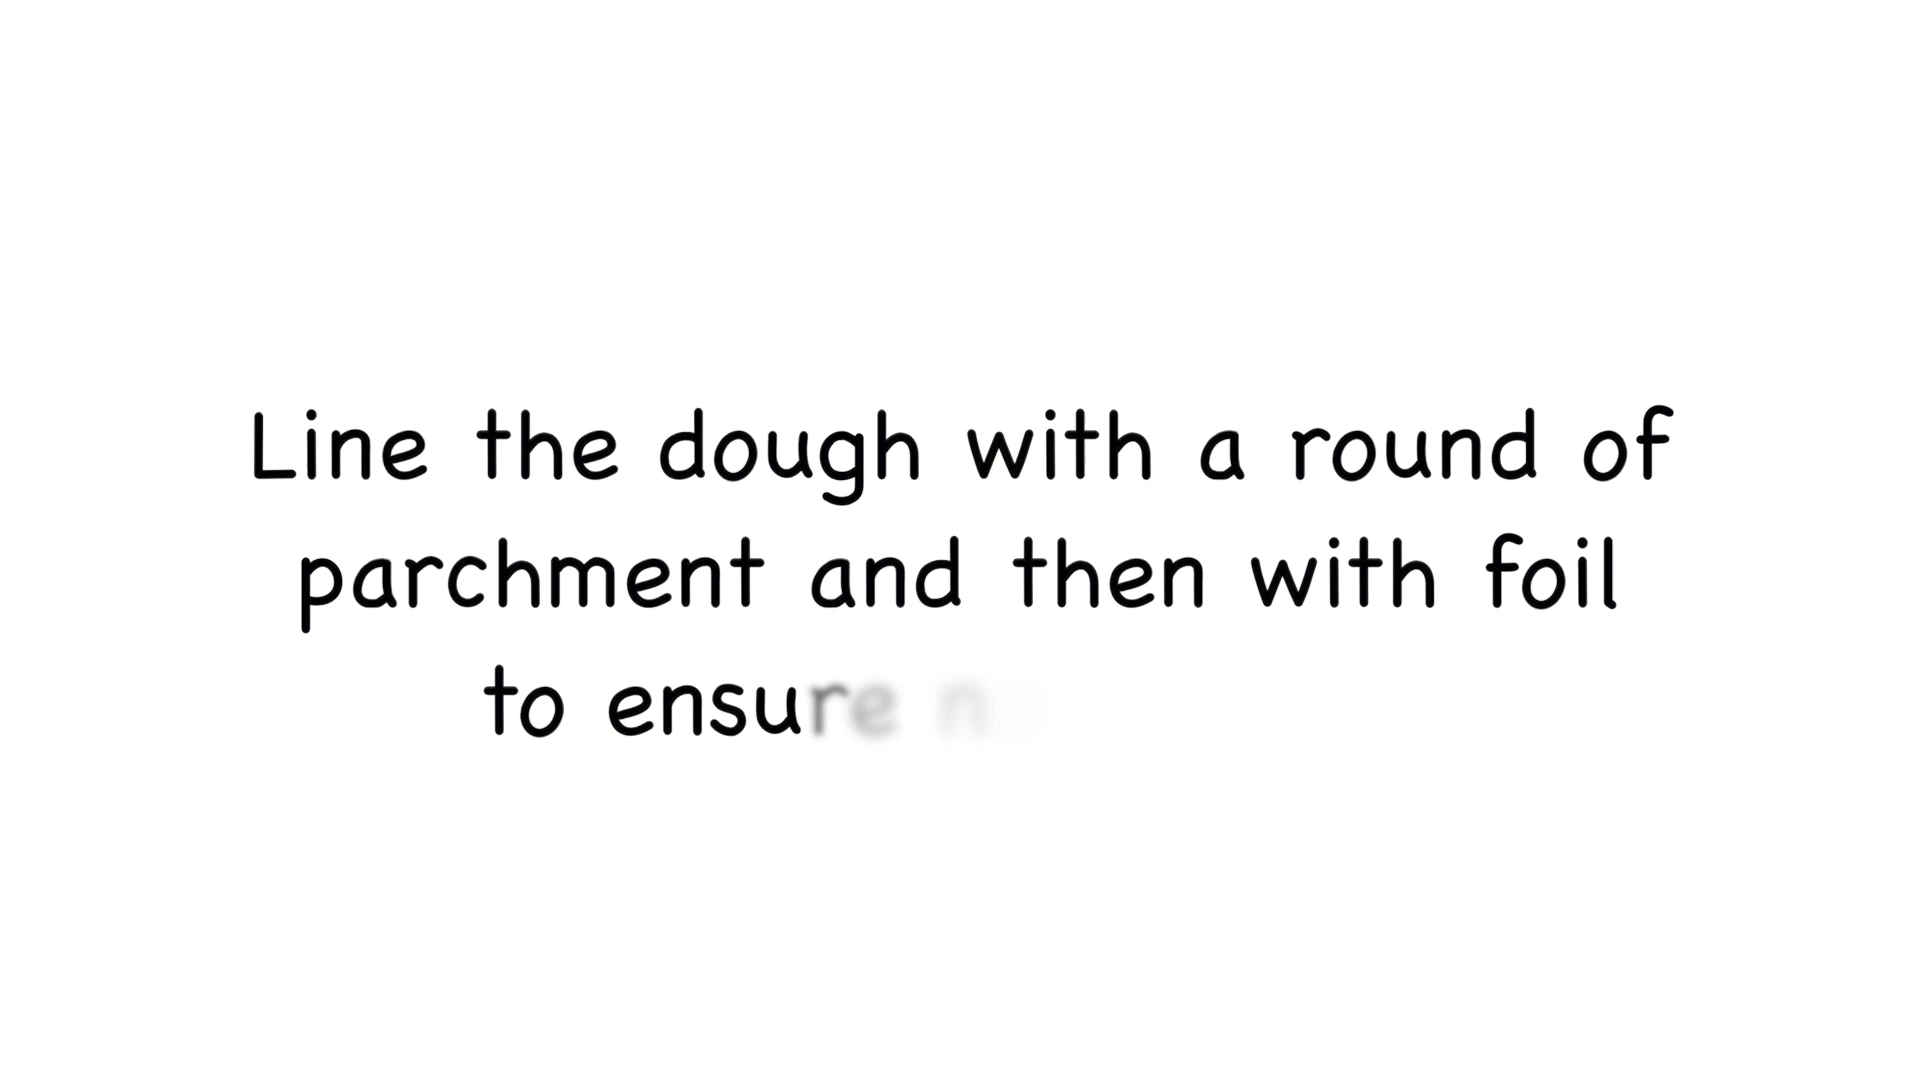 Line the dough with a round of
parchment and then with foil
to ensure